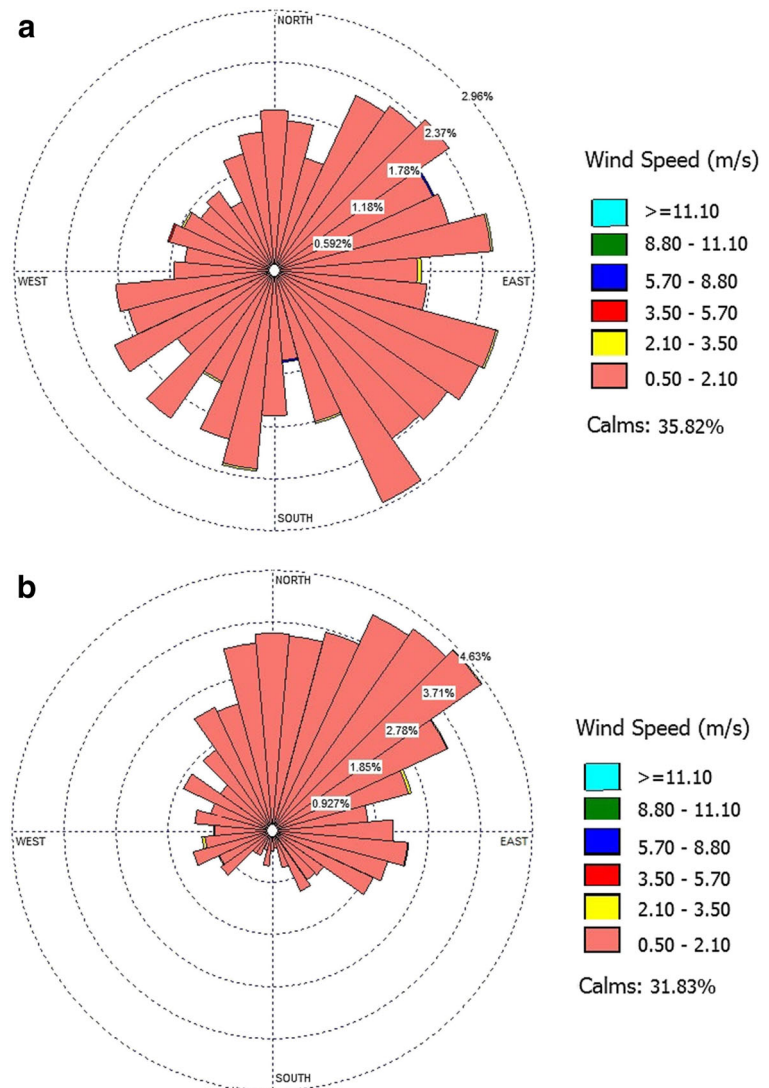 a
NORTH
2.96%
2.37%
1.78%
1.18%
0.592%
WEST
EAST
SOUTH
Wind Speed (m/s)
>=11.10
8.80 - 11.10
5.70 - 8.80
3.50 - 5.70
2.10 - 3.50
0.50 - 2.10
Calms: 35.82%
b
NORTH
4.63%
3.71%
2.78%
1.85%
0.927%
WEST
EAST
SOUTH
Wind Speed (m/s)
>=11.10
8.80 - 11.10
5.70 - 8.80
3.50 - 5.70
2.10 - 3.50
0.50 - 2.10
Calms: 31.83%